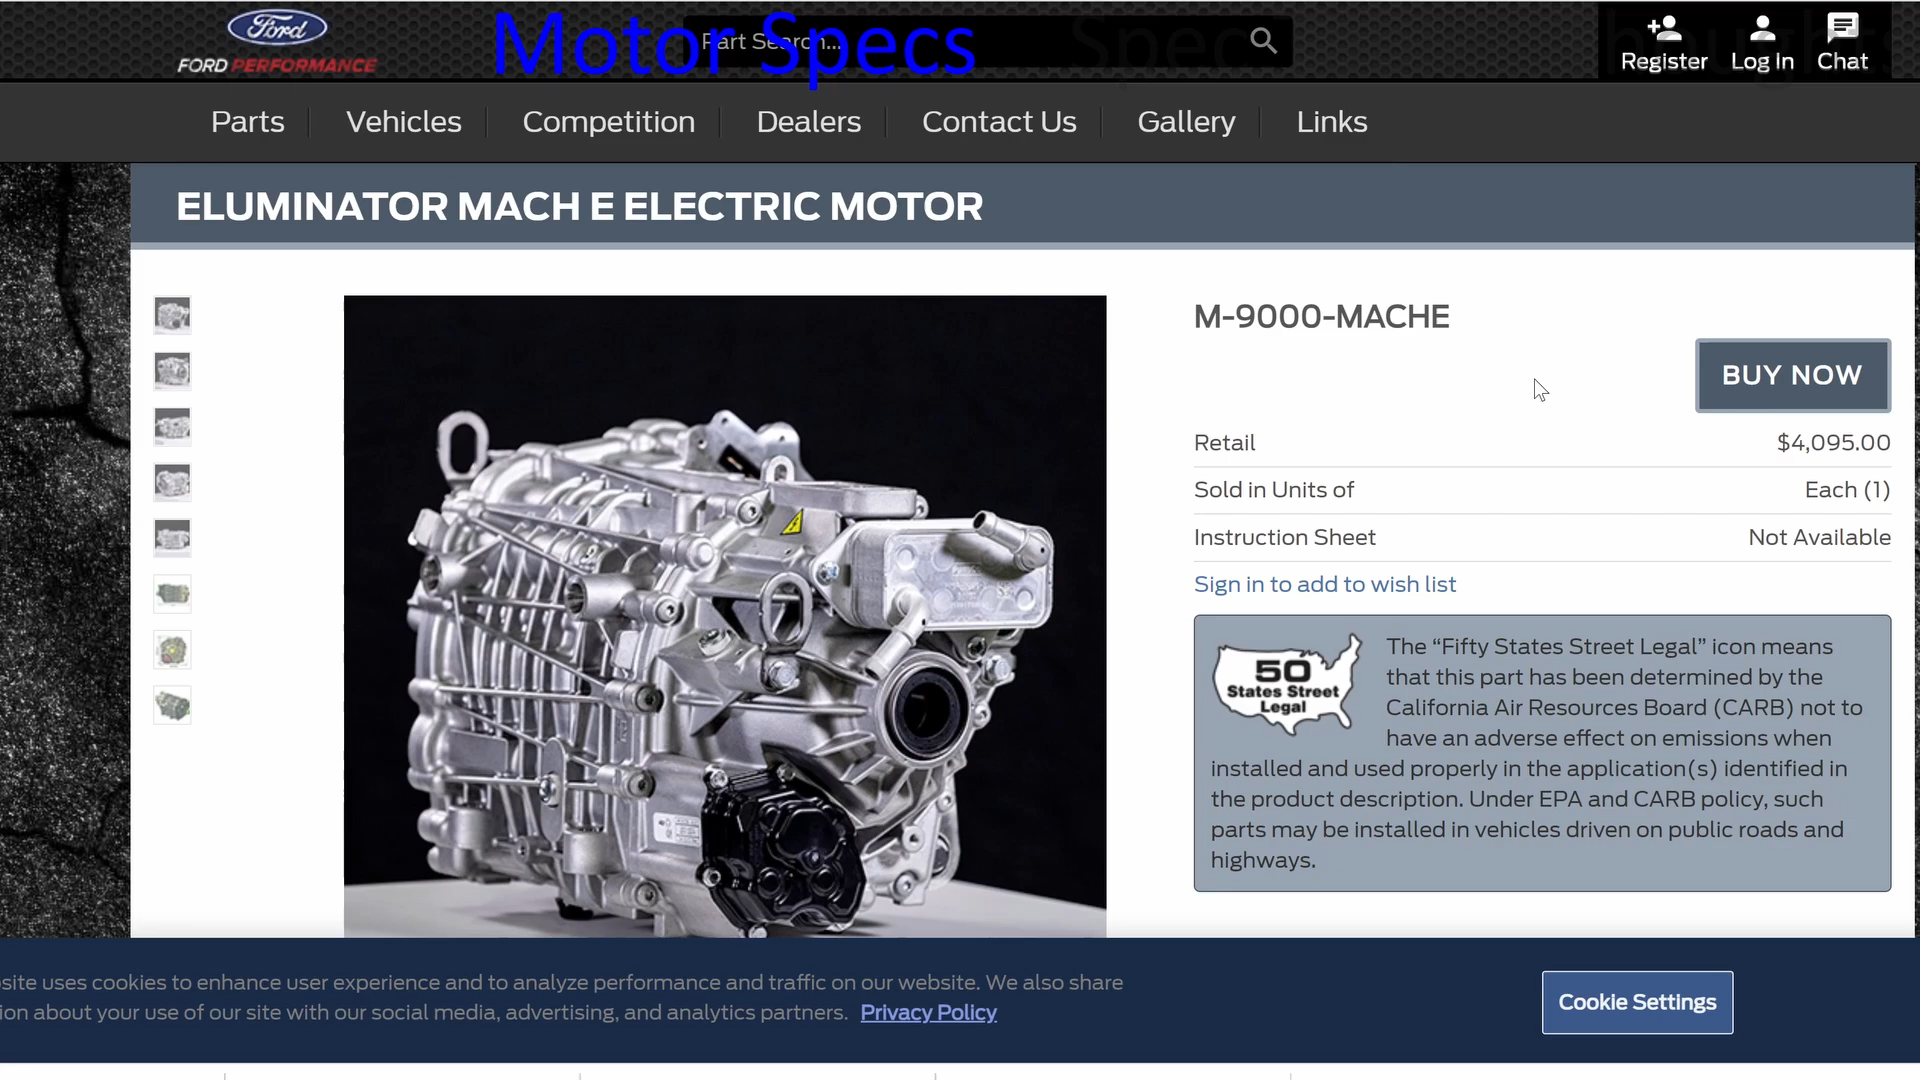 Ford
FORD PERFORMANCE
Motor Specs
Part Search...
Spec
Register
Log In
Chat
Parts
Vehicles
Competition
Dealers
Contact Us
Gallery
Links
ELUMINATOR MACH E ELECTRIC MOTOR
M-9000-MACHE
BUY NOW
Retail $4,095.00
Sold in Units of Each (1)
Instruction Sheet Not Available
Sign in to add to wish list
50
States Street
Legal
The “Fifty States Street Legal” icon means
that this part has been determined by the
California Air Resources Board (CARB) not to
have an adverse effect on emissions when
installed and used properly in the application(s) identified in
the product description. Under EPA and CARB policy, such
parts may be installed in vehicles driven on public roads and
highways.
site uses cookies to enhance user experience and to analyze performance and traffic on our website. We also share
ion about your use of our site with our social media, advertising, and analytics partners. Privacy Policy
Cookie Settings